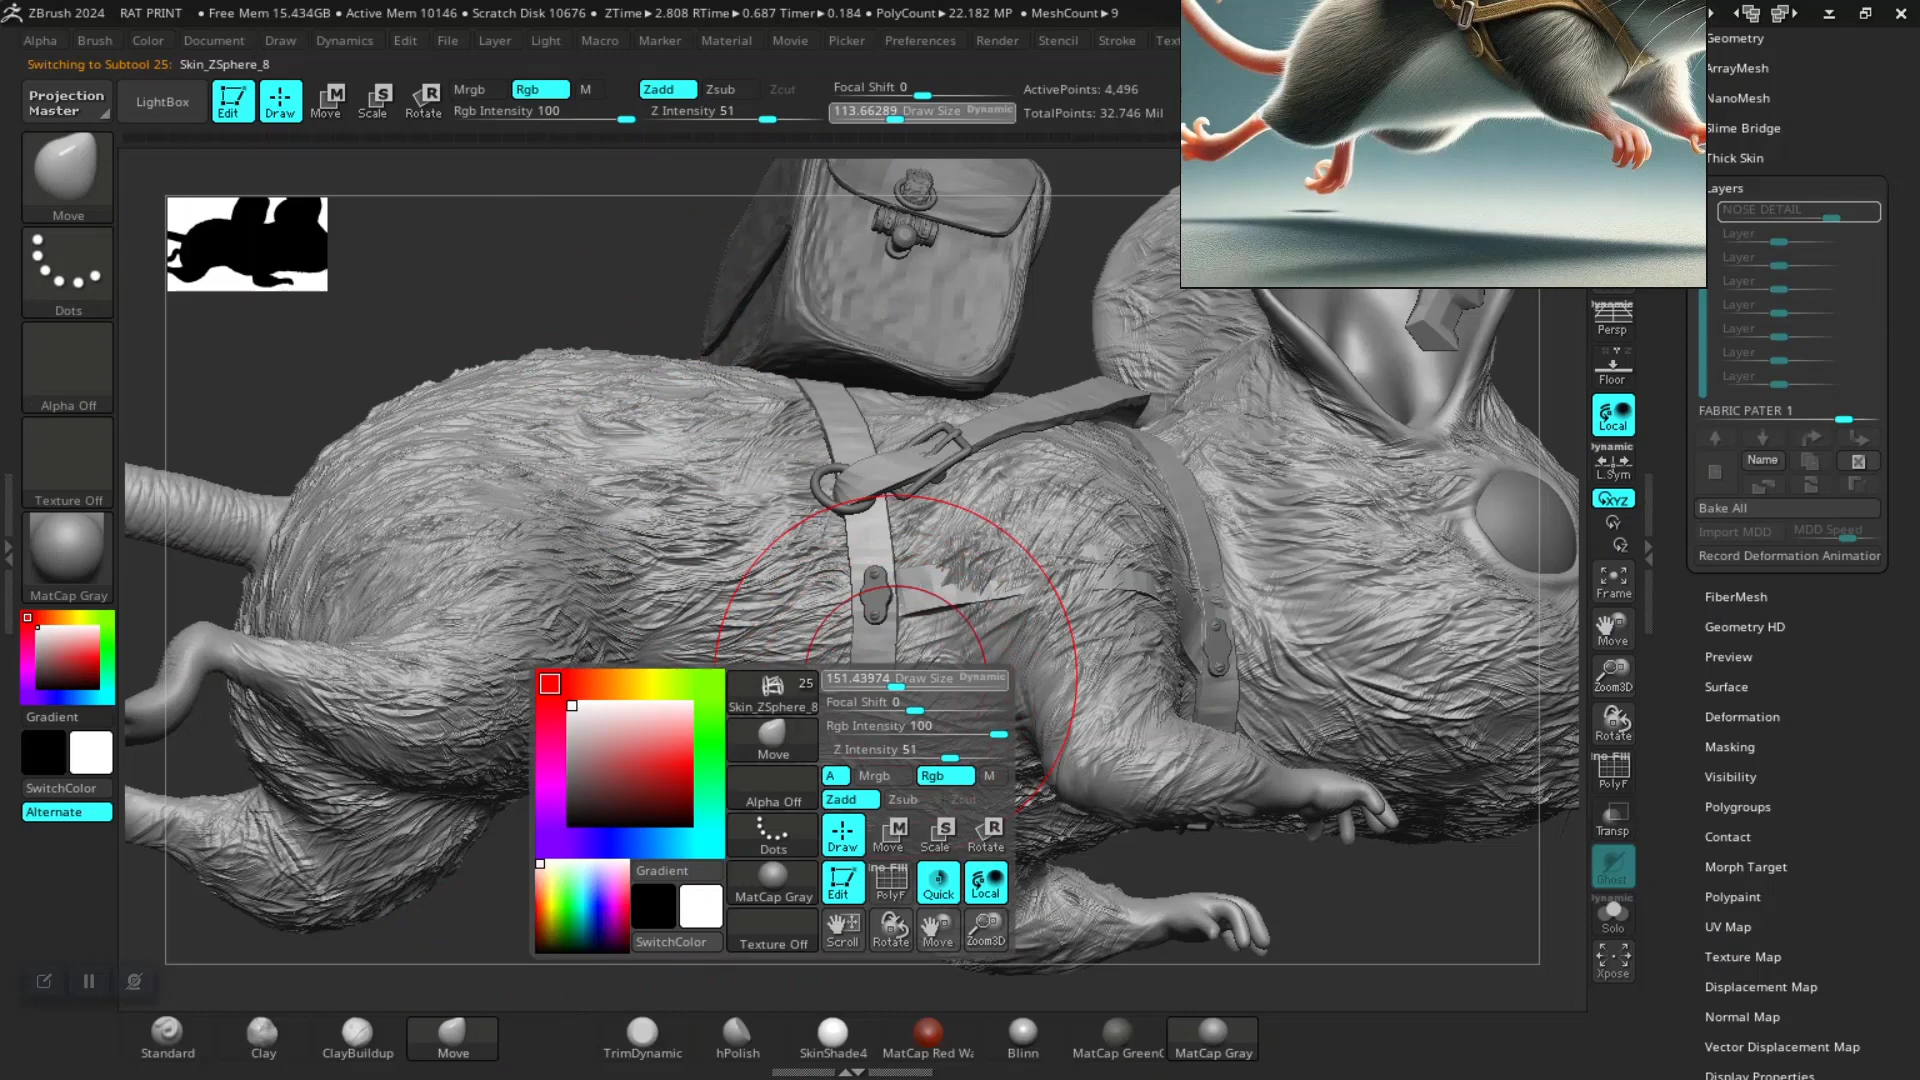 ZBrush 2024 RAT PRINT • Free Mem 15.434GB • Active Mem 10146 • Scratch Disk 10676 • ZTime▶2.808 RTime▶0.687 Timer▶0.184 • PolyCount▶22.182 MP • MeshCount▶9
Alpha Brush Color Document Draw Dynamics Edit File Layer Light Macro Marker Material Movie Picker Preferences Render Stencil Stroke
Switching to Subtool 25: Skin_ZSphere_8
Projection Master
LightBox
Edit
Draw
Move
Scale
Rotate
Mrgb Rgb M
Rgb Intensity 100
Zadd Zsub Zcut
Z Intensity 51
Focal Shift 0
113.66289 Draw Size Dynamic
ActivePoints: 4,496
TotalPoints: 32.746 Mil
Move
Dots
Alpha Off
Texture Off
MatCap Gray
Gradient
SwitchColor
Alternate
25
Skin_ZSphere_8
Move
Alpha Off
Dots
MatCap Gray
Texture Off
Gradient
SwitchColor
151.43974 Draw Size Dynamic
Focal Shift 0
Rgb Intensity 100
Z Intensity 51
A Mrgb Rgb M
Zadd Zsub Zcut
Draw Move Scale Rotate
Edit PolyF Quick Local
Scroll Rotate Move Zoom3D
Standard Clay ClayBuildup Move TrimDynamic hPolish SkinShade4 MatCap Red Wa Blinn MatCap GreenC MatCap Gray
Dynamic
Persp
Floor
Local
Dynamic
L.Sym
XYZ
Y
Z
Frame
Move
Zoom3D
Rotate
PolyF
Transp
Ghost
Dynamic
Solo
Xpose
Geometry
ArrayMesh
NanoMesh
Slime Bridge
Thick Skin
Layers
NOSE DETAIL
Layer
Layer
Layer
Layer
Layer
Layer
Layer
FABRIC PATER 1
Name
Bake All
Import MDD MDD Speed
Record Deformation Animation
FiberMesh
Geometry HD
Preview
Surface
Deformation
Masking
Visibility
Polygroups
Contact
Morph Target
Polypaint
UV Map
Texture Map
Displacement Map
Normal Map
Vector Displacement Map
Display Properties